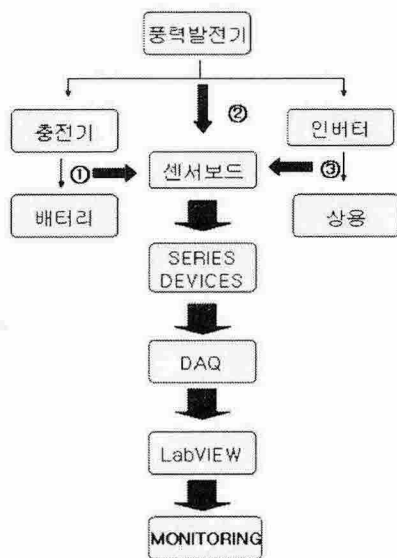 풍력발전기
②
충전기
인버터
①
센서보드
③
배터리
상용
SERIES
DEVICES
DAQ
LabVIEW
MONITORING